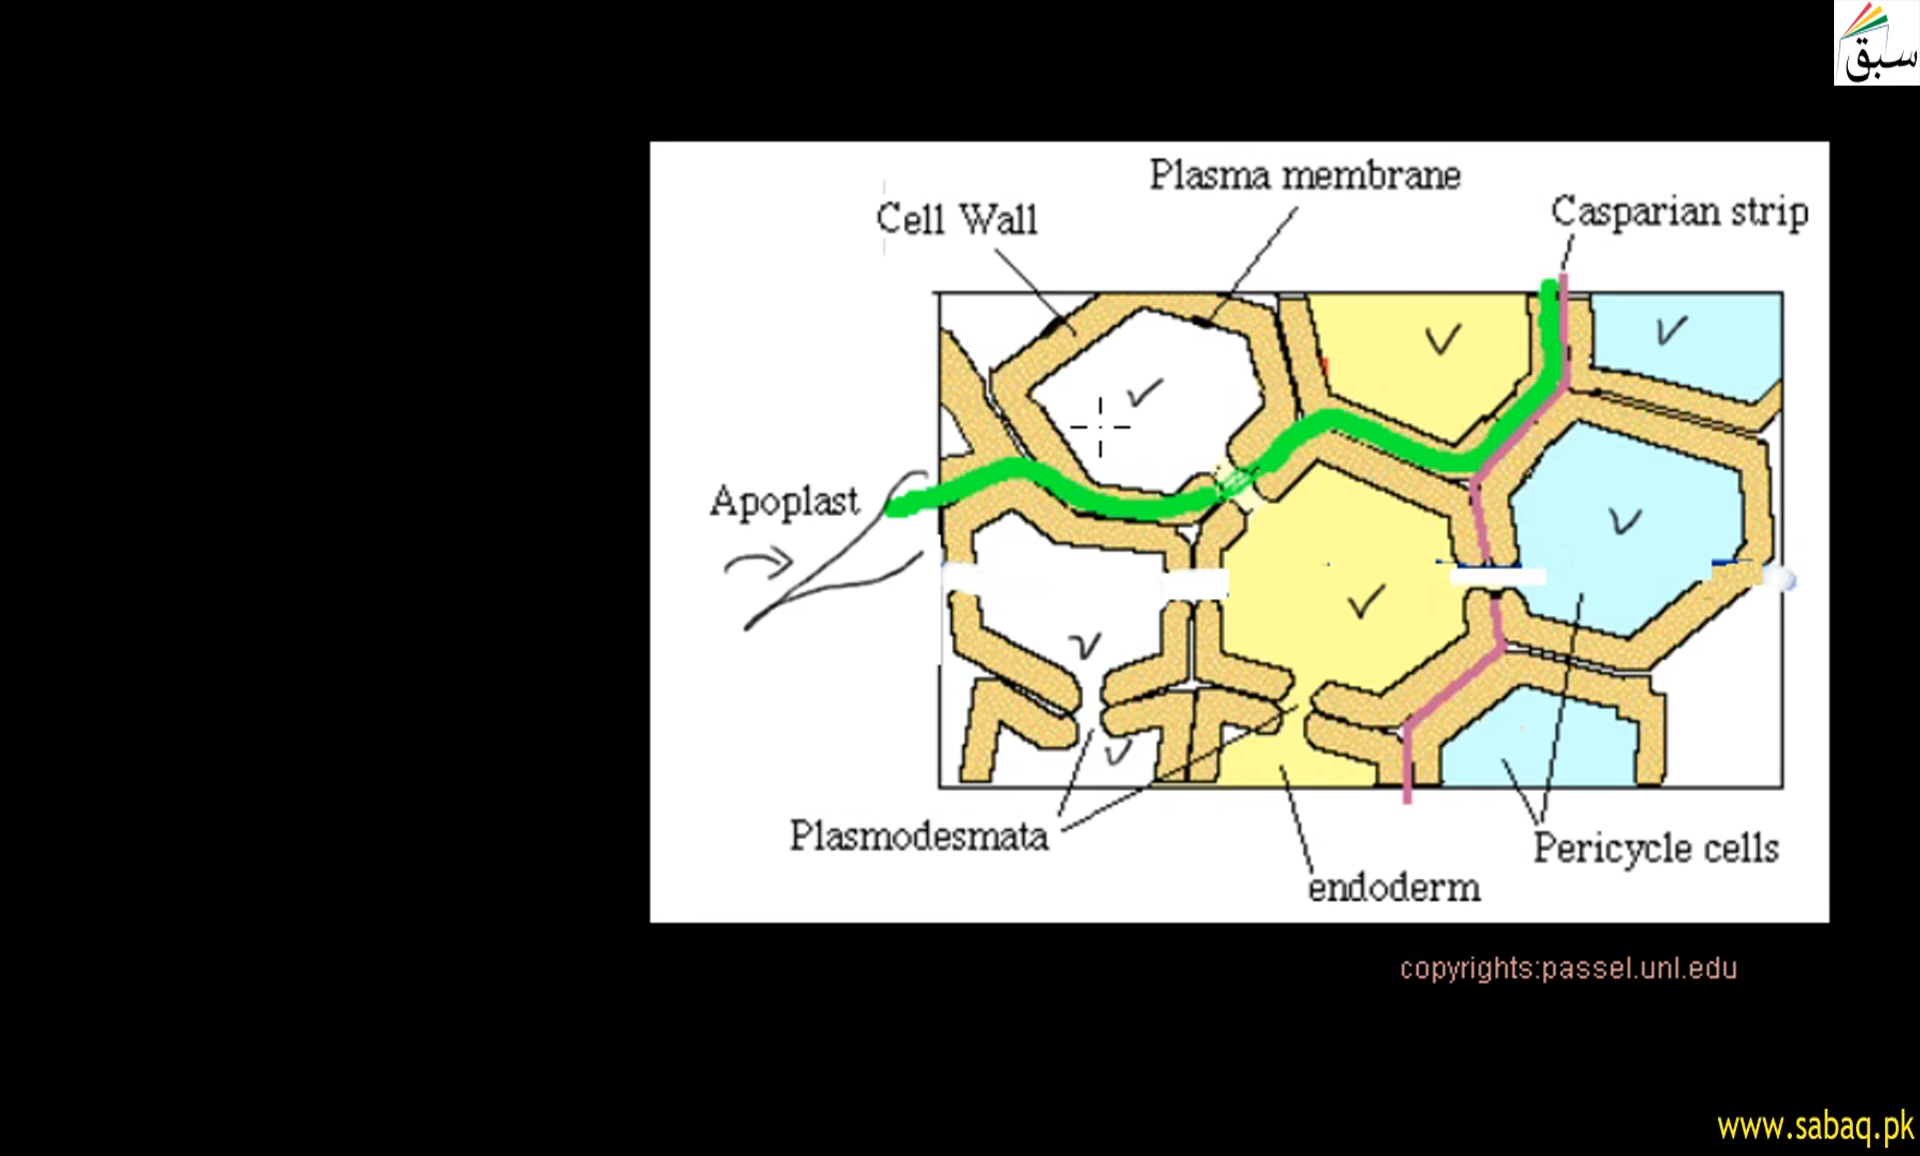 سبق
Plasma membrane
Cell Wall
Casparian strip
Apoplast
Plasmodesmata
Pericycle cells
endoderm
copyrights:passel.unl.edu
www.sabaq.pk